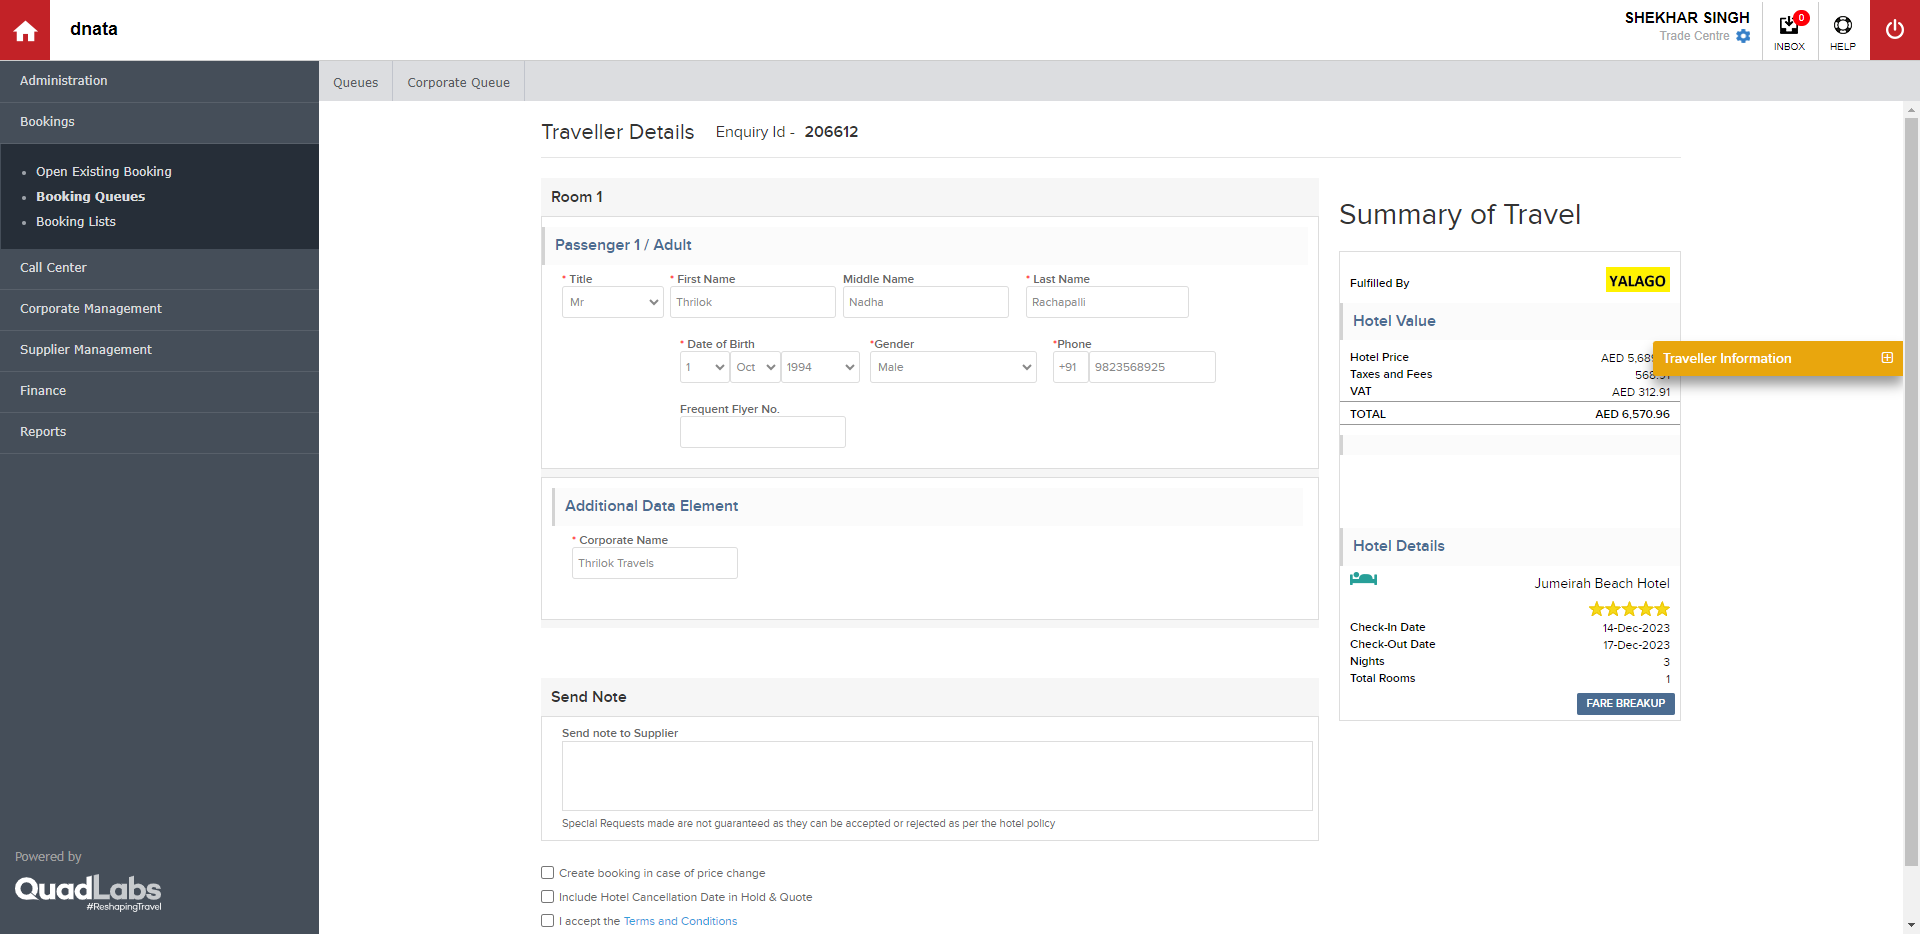 dnata
SHEKHAR SINGH
Trade Centre
0
INBOX
HELP
Administration
Bookings
Open Existing Booking
Booking Queues
Booking Lists
Call Center
Corporate Management
Supplier Management
Finance
Reports
Powered by
QuadLabs
#ReshapingTravel
Queues
Corporate Queue
Traveller Details Enquiry Id - 206612
Room 1
Passenger 1 / Adult
* Title * First Name Middle Name * Last Name
Mr Thrilok Nadha Rachapalli
* Date of Birth *Gender *Phone
1 Oct 1994 Male +91 9823568925
Frequent Flyer No.
Additional Data Element
* Corporate Name
Thrilok Travels
Send Note
Send note to Supplier
Special Requests made are not guaranteed as they can be accepted or rejected as per the hotel policy
Create booking in case of price change
Include Hotel Cancellation Date in Hold & Quote
I accept the Terms and Conditions
Summary of Travel
Fulfilled By YALAGO
Hotel Value
Hotel Price AED
Taxes and Fees
VAT AED 312.91
TOTAL AED 6,570.96
Traveller Information
Hotel Details
Jumeirah Beach Hotel
Check-In Date 14-Dec-2023
Check-Out Date 17-Dec-2023
Nights 3
Total Rooms 1
FARE BREAKUP